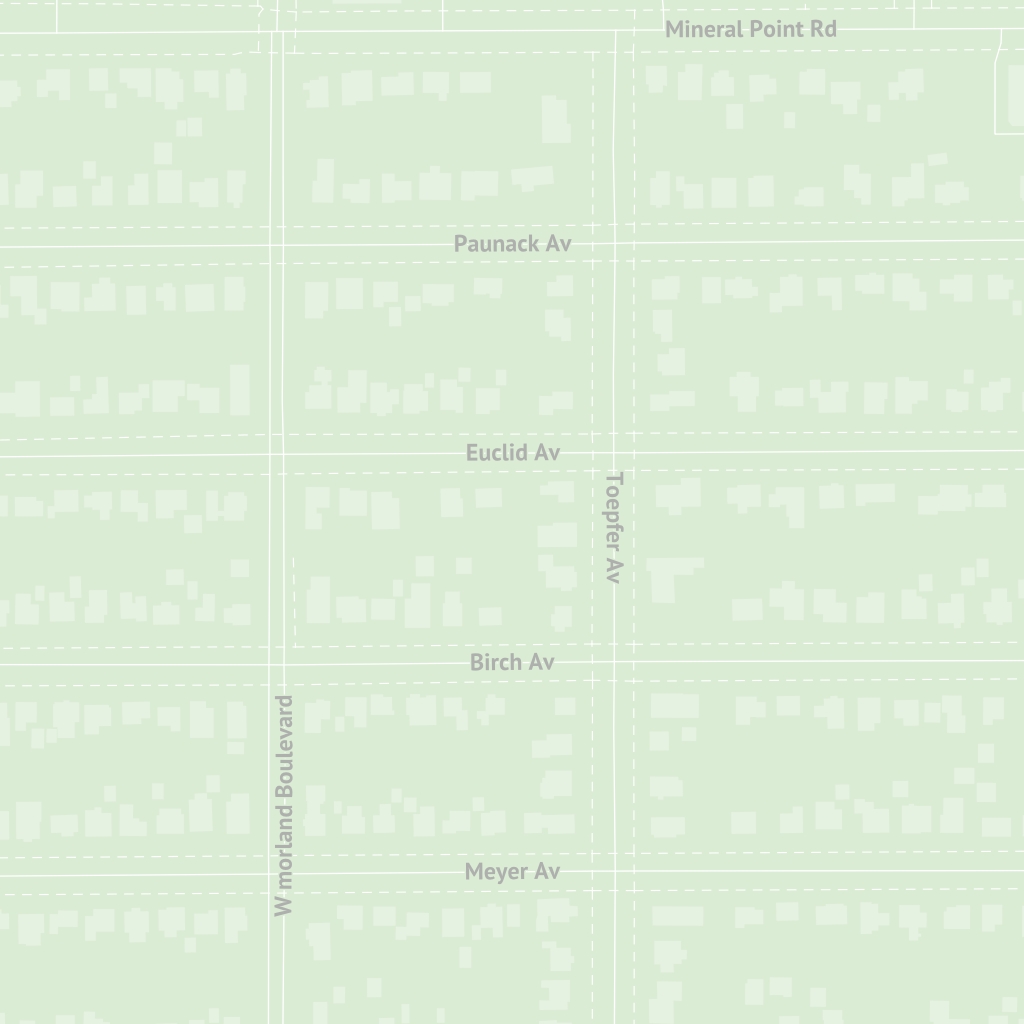 Mineral Point Rd
Paunack Av
Euclid Av
Toepfer Av
Birch Av
W morland Boulevard
Meyer Av